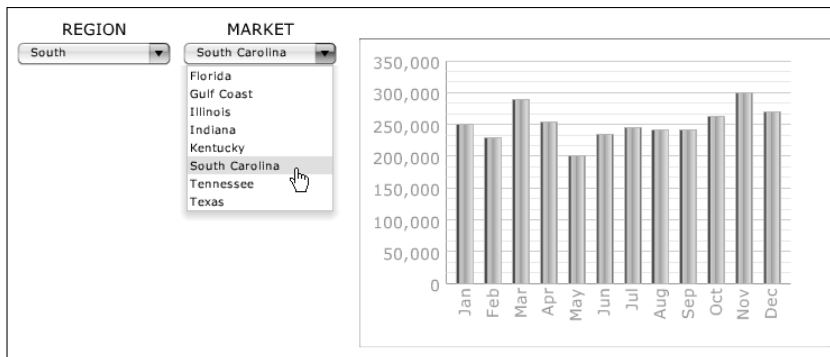 REGION
MARKET
South
South Carolina
Florida
Gulf Coast
Illinois
Indiana
Kentucky
South Carolina
Tennessee
Texas
350,000
300,000
250,000
200,000
150,000
100,000
50,000
0
Jan
Feb
Mar
Apr
May
Jun
Jul
Aug
Sep
Oct
Nov
Dec